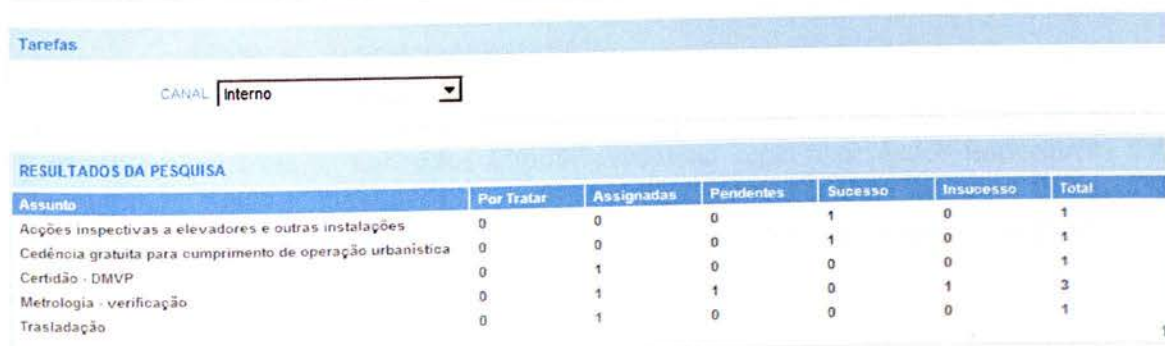 Tarefas
CANAL Interno
RESULTADOS DA PESQUISA
Assunto Por Tratar Assignadas Pendentes Sucesso Insucesso Total
Acções inspectivas a elevadores e outras instalações 0 0 0 1 0 1
Cedência gratuita para cumprimento de operação urbanística 0 0 0 1 0 1
Certidão - DMVP 0 1 0 0 0 1
Metrologia - verificação 0 1 1 0 1 3
Trasladação 0 1 0 0 0 1
1